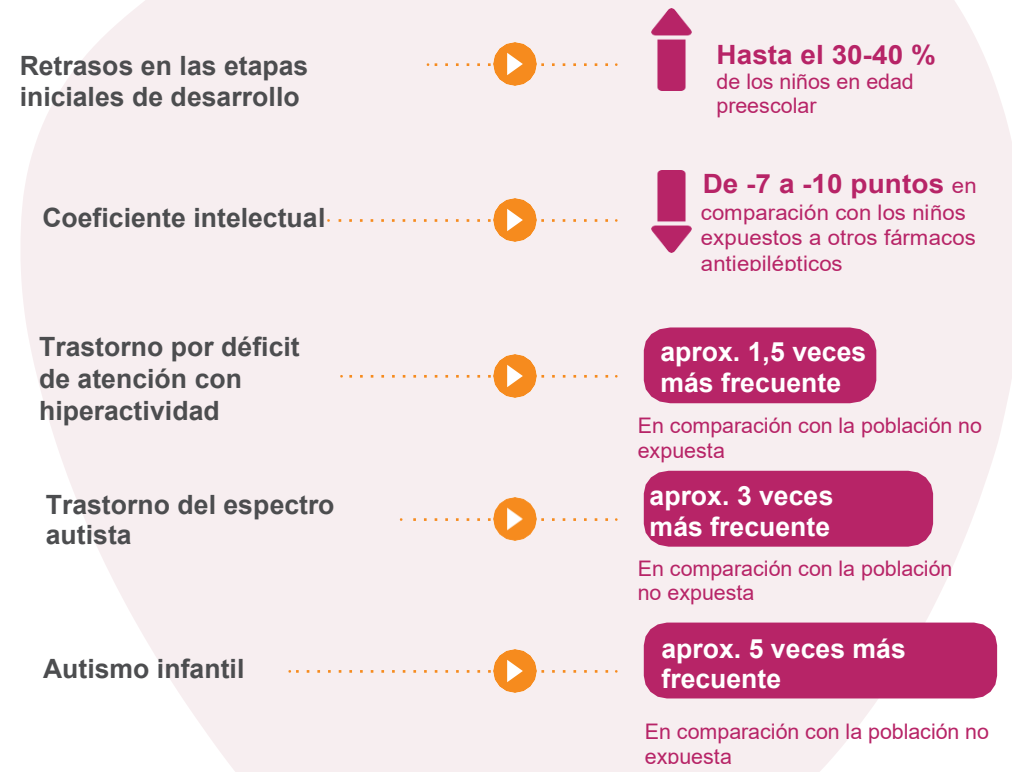 Retrasos en las etapas
iniciales de desarrollo
Hasta el 30-40 %
de los niños en edad
preescolar
Coeficiente intelectual
De -7 a -10 puntos en
comparación con los niños
expuestos a otros fármacos
antiepilépticos
Trastorno por déficit
de atención con
hiperactividad
aprox. 1,5 veces
más frecuente
En comparación con la población no
expuesta
Trastorno del espectro
autista
aprox. 3 veces
más frecuente
En comparación con la población
no expuesta
Autismo infantil
aprox. 5 veces más
frecuente
En comparación con la población no
expuesta